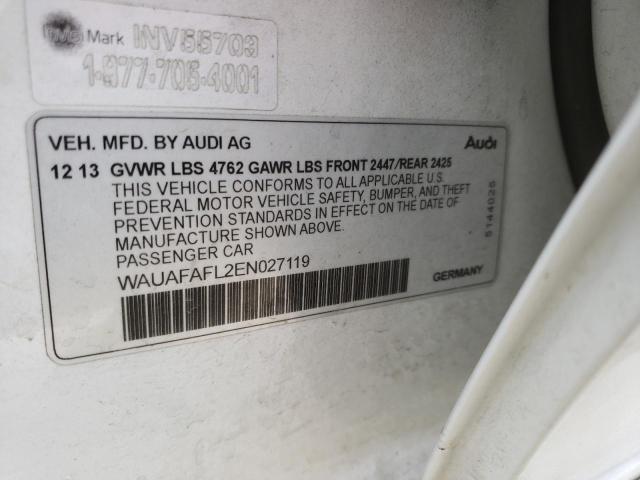 Mark INV55703
1-877-705-4001
VEH. MFD. BY AUDI AG Audi
12 13 GVWR LBS 4762 GAWR LBS FRONT 2447/REAR 2425
THIS VEHICLE CONFORMS TO ALL APPLICABLE U.S.
FEDERAL MOTOR VEHICLE SAFETY, BUMPER, AND THEFT
PREVENTION STANDARDS IN EFFECT ON THE DATE OF
MANUFACTURE SHOWN ABOVE.
PASSENGER CAR
WAUAFAFL2EN027119
GERMANY
5144025